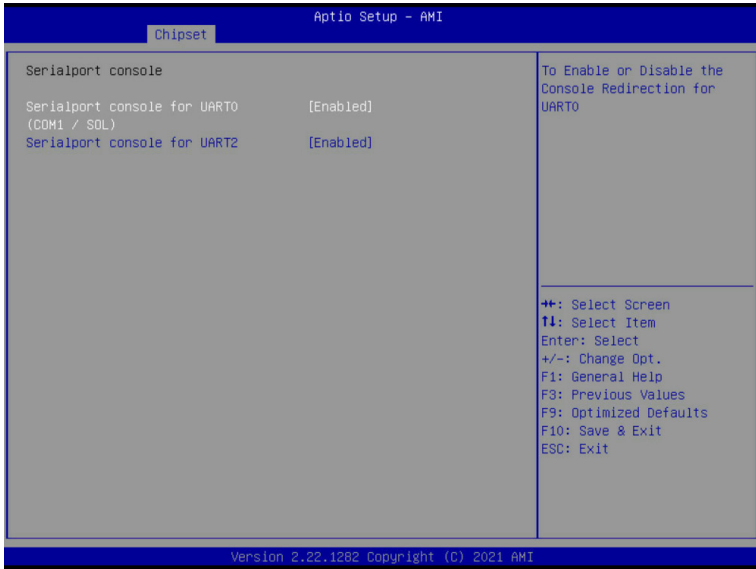 Aptio Setup – AMI
Chipset
Serialport console
Serialport console for UART0 [Enabled]
(COM1 / SOL)
Serialport console for UART2 [Enabled]
To Enable or Disable the
Console Redirection for
UART0
→←: Select Screen
↑↓: Select Item
Enter: Select
+/-: Change Opt.
F1: General Help
F3: Previous Values
F9: Optimized Defaults
F10: Save & Exit
ESC: Exit
Version 2.22.1282 Copyright (C) 2021 AMI